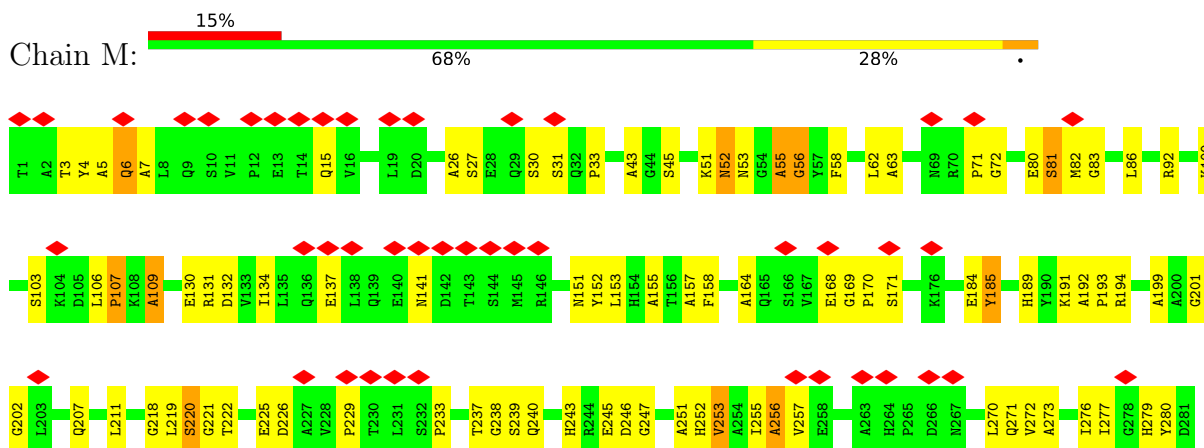 15%
Chain M:
68% 28% •
T1 A2 T3 Y4 A5 Q6 A7 L8 Q9 S10 V11 P12 E13 T14 Q15 V16 L19 D20 A26 S27 E28 Q29 S30 S31 Q32 P33 A43 G44 S45 K51 N52 N53 G54 A55 G56 Y57 F58 L62 A63 N69 R70 P71 G72 E80 S81 M82 G83 L86 R92
S103 K104 D105 L106 P107 K108 A109 E130 R131 D132 V133 T134 L135 Q136 E137 L138 Q139 E140 N141 D142 T143 S144 M145 R146 N151 Y152 L153 H154 A155 T156 A157 F158 A164 Q165 S166 V167 E168 G169 P170 S171 K176 E184 Y185 H189 Y190 K191 A192 P193 R194 A199 A200 G201
G202 L203 Q207 L211 G218 L219 S220 G221 T222 E225 D226 A227 V228 P229 T230 L231 S232 P233 T237 G238 S239 Q240 H243 R244 E245 D246 G247 A251 H252 V253 A254 I255 A256 V257 E258 A263 H264 P265 D266 N267 L270 Q271 V272 A273 I276 I277 G278 H279 Y280 D281